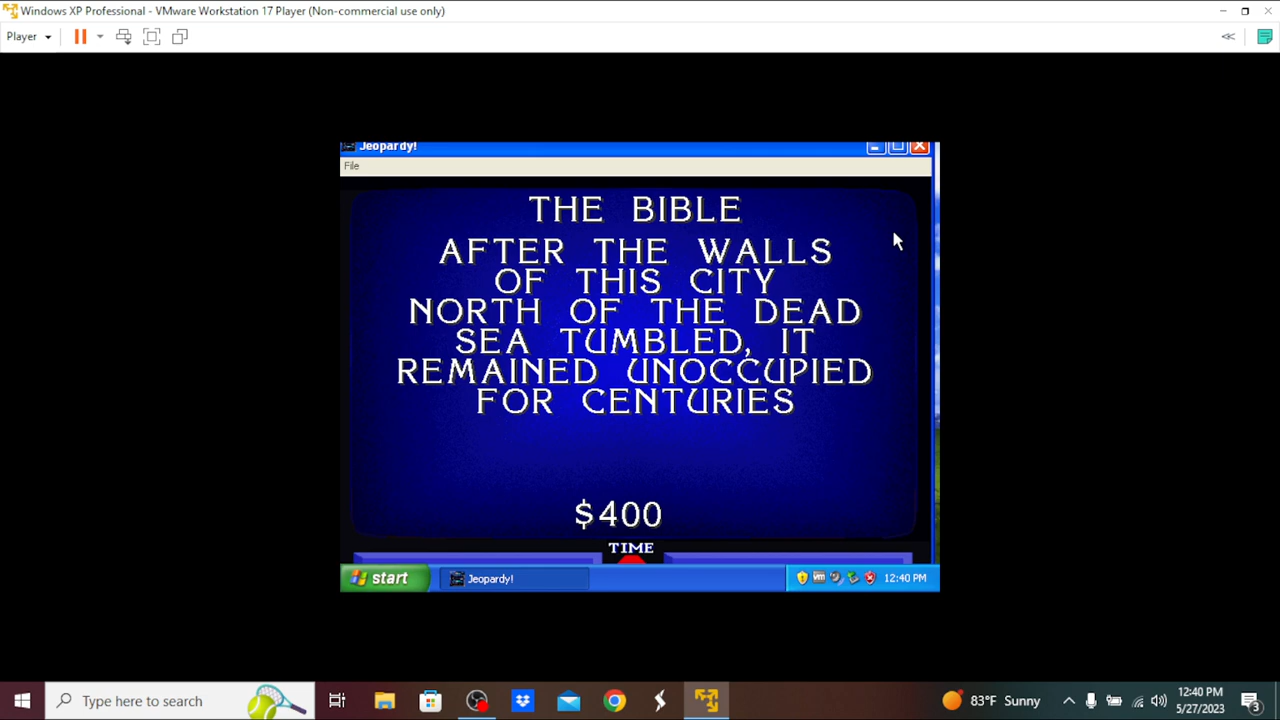 Windows XP Professional - VMware Workstation 17 Player (Non-commercial use only)
Player
Jeopardy!
File
THE BIBLE
AFTER THE WALLS
OF THIS CITY
NORTH OF THE DEAD
SEA TUMBLED, IT
REMAINED UNOCCUPIED
FOR CENTURIES
$400
TIME
start
Jeopardy!
vm
12:40 PM
Type here to search
83°F Sunny
12:40 PM
5/27/2023
3